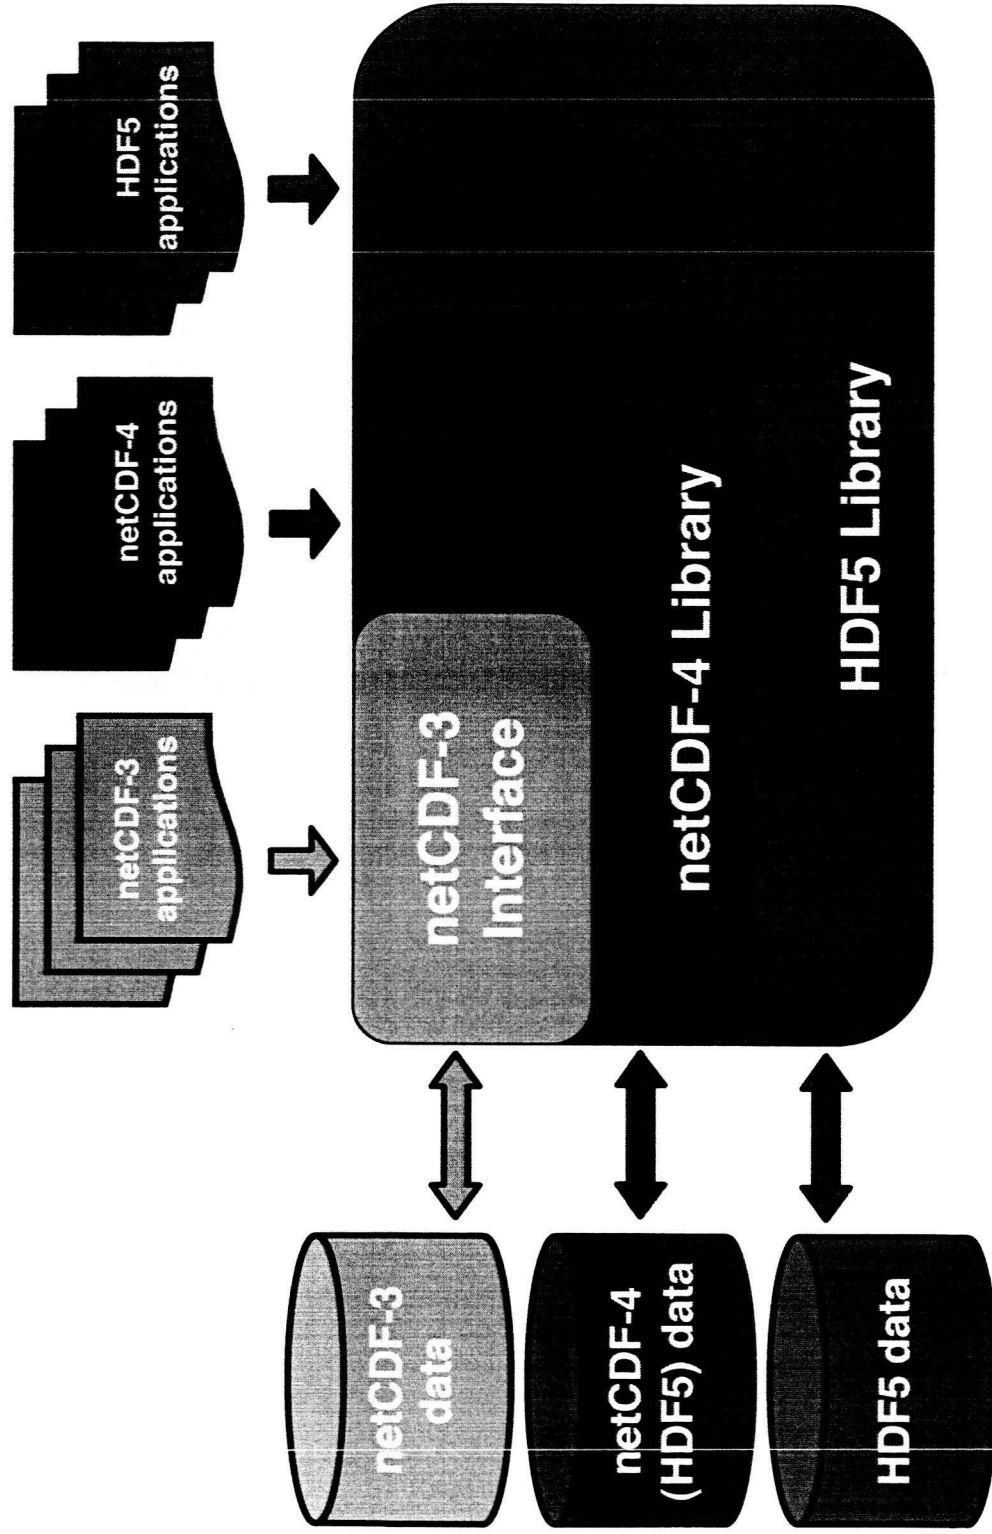 netCDF-3
applications
netCDF-4
applications
HDF5
applications
netCDF-3
data
netCDF-3
Interface
netCDF-4
(HDF5) data
netCDF-4 Library
HDF5 data
HDF5 Library